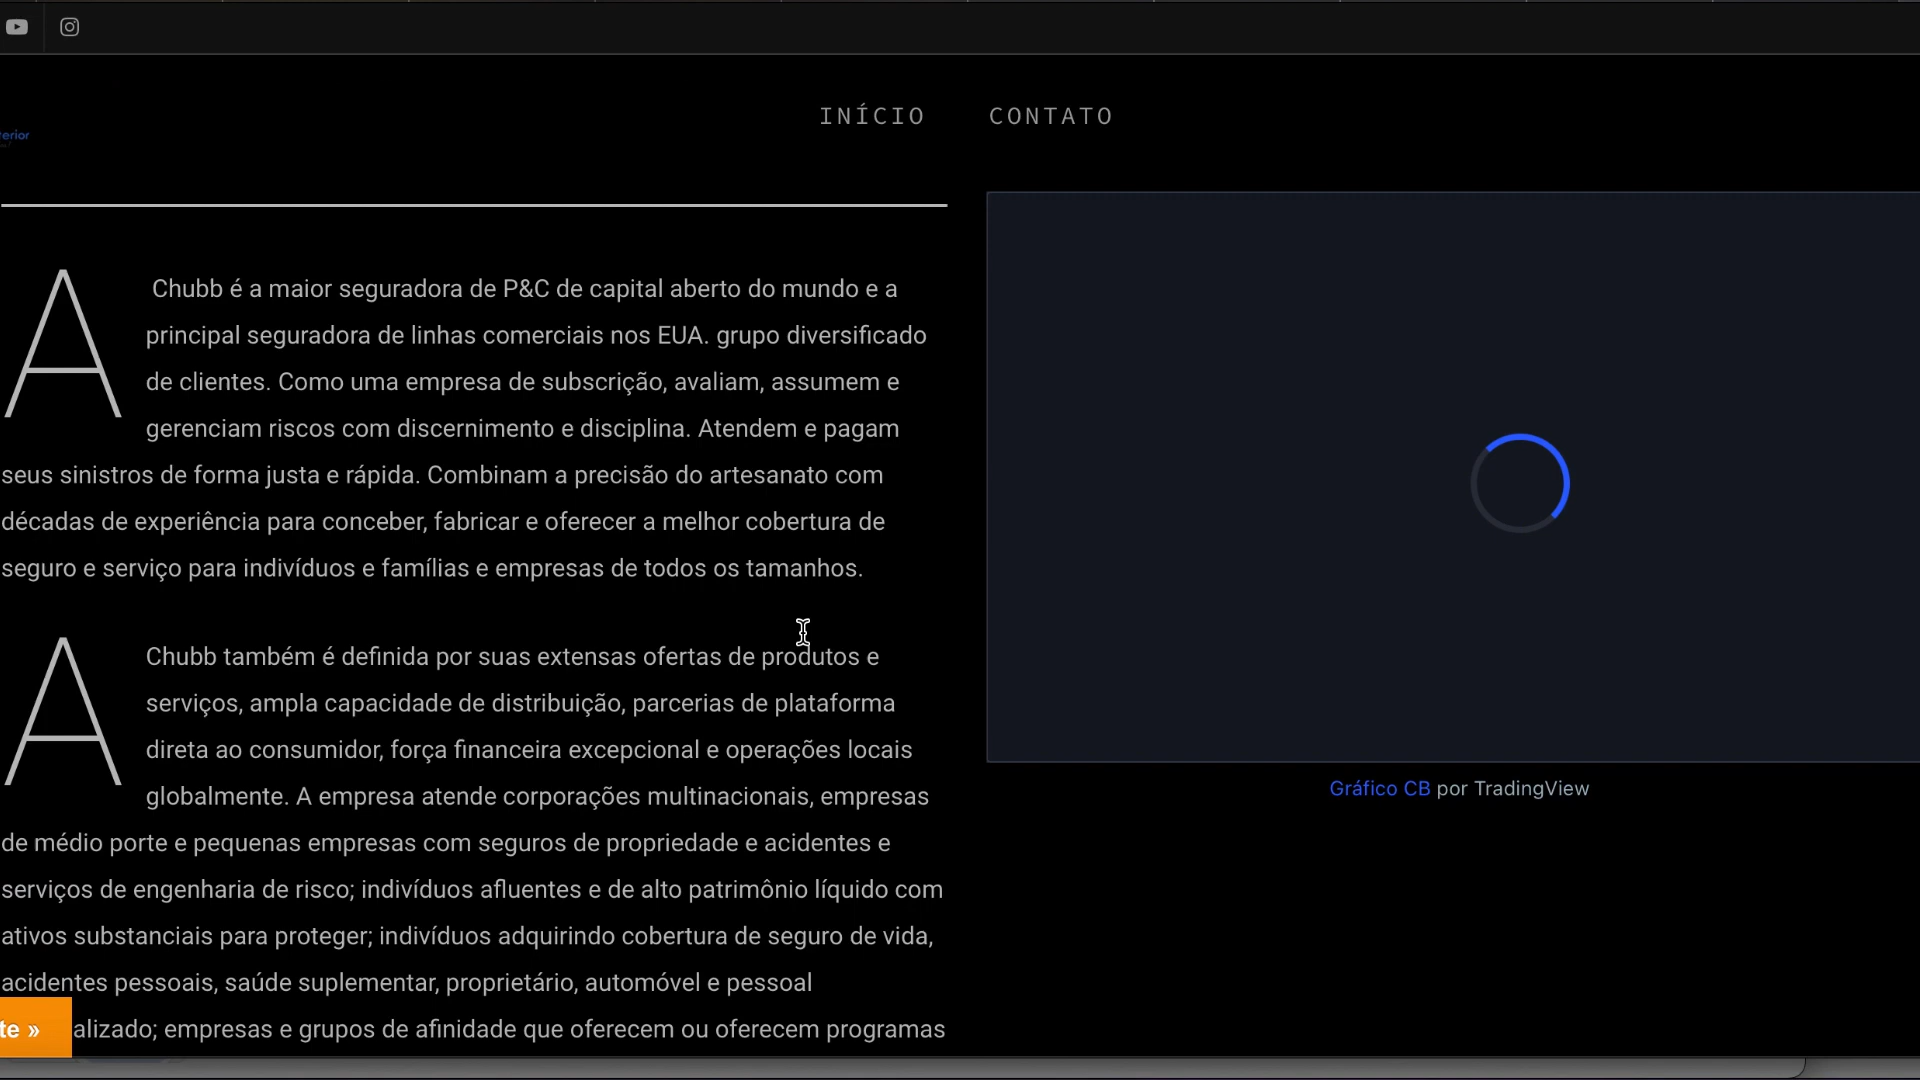 INÍCIO CONTATO
terior
A Chubb é a maior seguradora de P&C de capital aberto do mundo e a
principal seguradora de linhas comerciais nos EUA. grupo diversificado
de clientes. Como uma empresa de subscrição, avaliam, assumem e
gerenciam riscos com discernimento e disciplina. Atendem e pagam
seus sinistros de forma justa e rápida. Combinam a precisão do artesanato com
décadas de experiência para conceber, fabricar e oferecer a melhor cobertura de
seguro e serviço para indivíduos e famílias e empresas de todos os tamanhos.
A Chubb também é definida por suas extensas ofertas de produtos e
serviços, ampla capacidade de distribuição, parcerias de plataforma
direta ao consumidor, força financeira excepcional e operações locais
globalmente. A empresa atende corporações multinacionais, empresas
de médio porte e pequenas empresas com seguros de propriedade e acidentes e
serviços de engenharia de risco; indivíduos afluentes e de alto patrimônio líquido com
ativos substanciais para proteger; indivíduos adquirindo cobertura de seguro de vida,
acidentes pessoais, saúde suplementar, proprietário, automóvel e pessoal
alizado; empresas e grupos de afinidade que oferecem ou oferecem programas
te »
Gráfico CB por TradingView